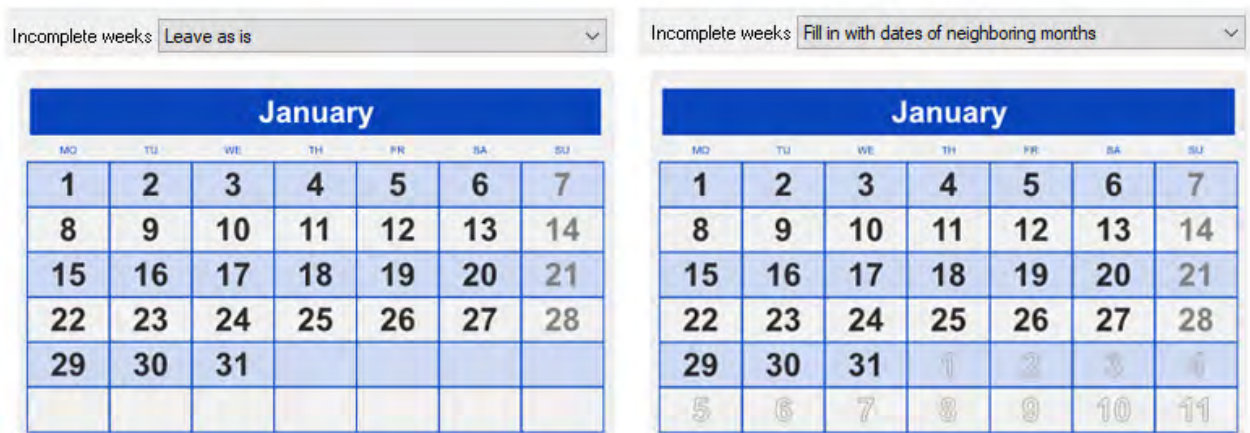 Incomplete weeks Leave as is
January
MO TU WE TH FR SA SU
1 2 3 4 5 6 7
8 9 10 11 12 13 14
15 16 17 18 19 20 21
22 23 24 25 26 27 28
29 30 31
Incomplete weeks Fill in with dates of neighboring months
January
MO TU WE TH FR SA SU
1 2 3 4 5 6 7
8 9 10 11 12 13 14
15 16 17 18 19 20 21
22 23 24 25 26 27 28
29 30 31 1 2 3 4
5 6 7 8 9 10 11